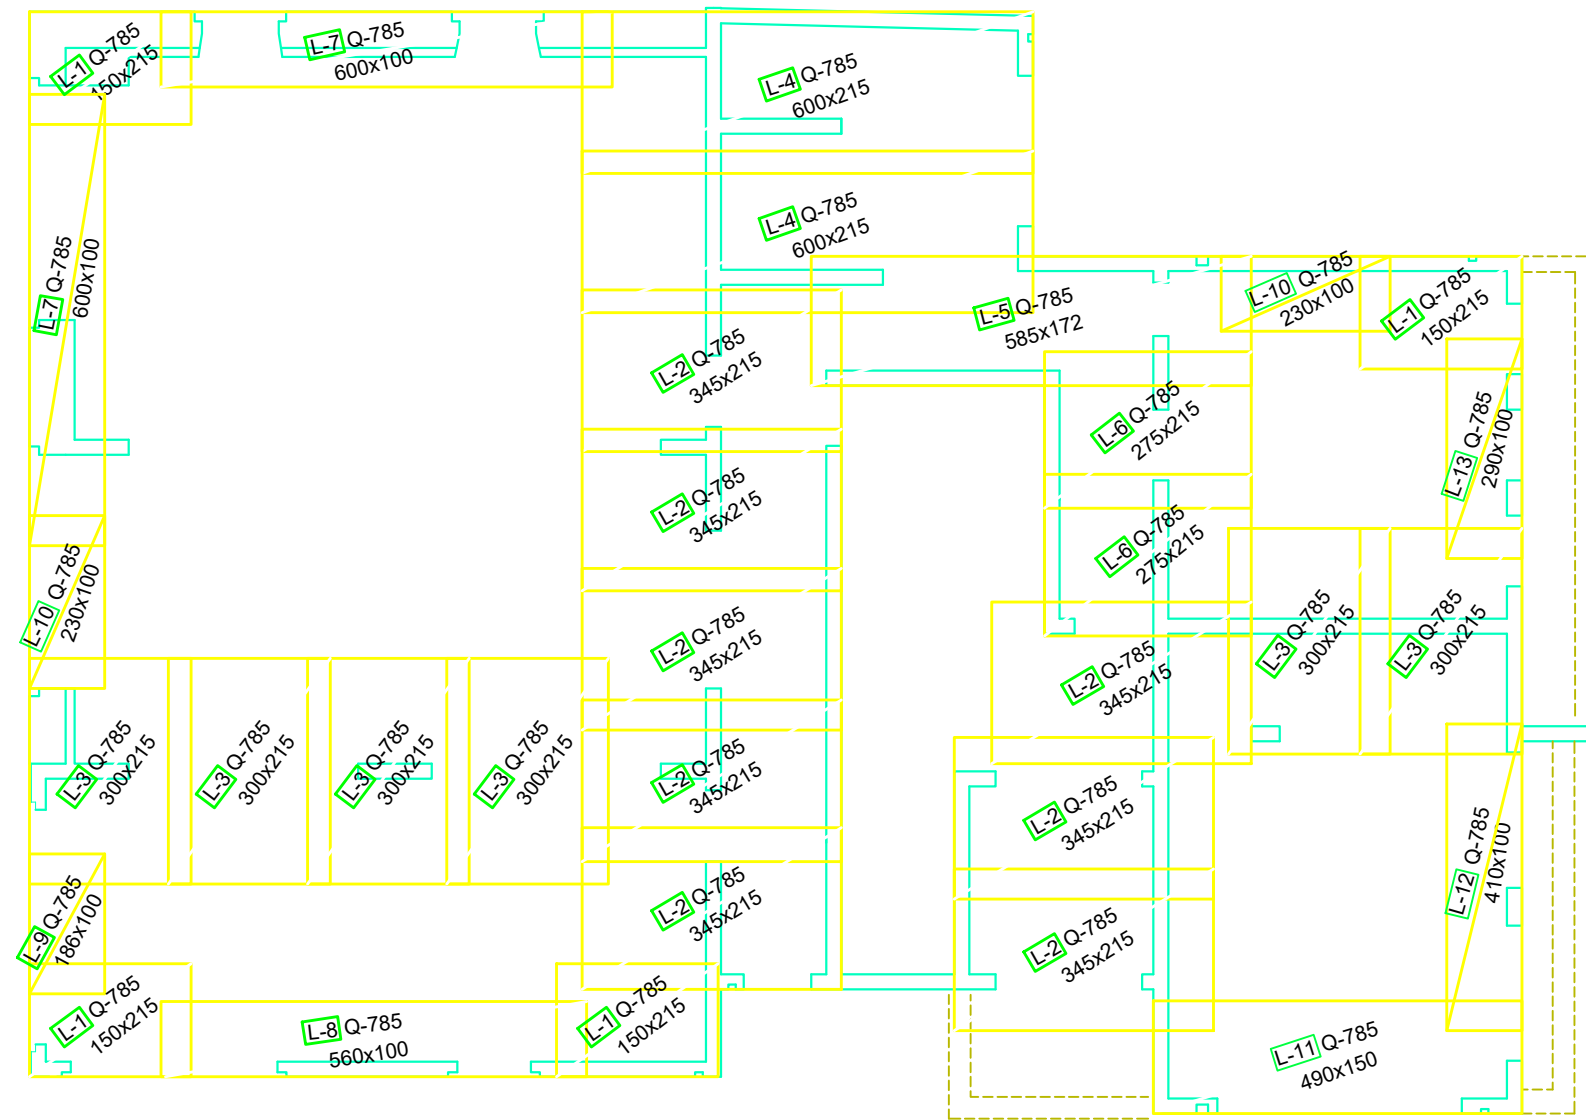 L-1 Q-785
150x215
L-7 Q-785
600x100
L-4 Q-785
600x215
L-4 Q-785
600x215
L-7 Q-785
600x100
L-5 Q-785
585x172
L-10 Q-785
230x100
L-1 Q-785
150x215
L-2 Q-785
345x215
L-6 Q-785
275x215
L-13 Q-785
290x100
L-2 Q-785
345x215
L-6 Q-785
275x215
L-10 Q-785
230x100
L-2 Q-785
345x215
L-2 Q-785
345x215
L-3 Q-785
300x215
L-3 Q-785
300x215
L-3 Q-785
300x215
L-3 Q-785
300x215
L-3 Q-785
300x215
L-3 Q-785
300x215
L-2 Q-785
345x215
L-2 Q-785
345x215
L-9 Q-785
186x100
L-2 Q-785
345x215
L-2 Q-785
345x215
L-12 Q-785
410x100
L-1 Q-785
150x215
L-8 Q-785
560x100
L-1 Q-785
150x215
L-11 Q-785
490x150